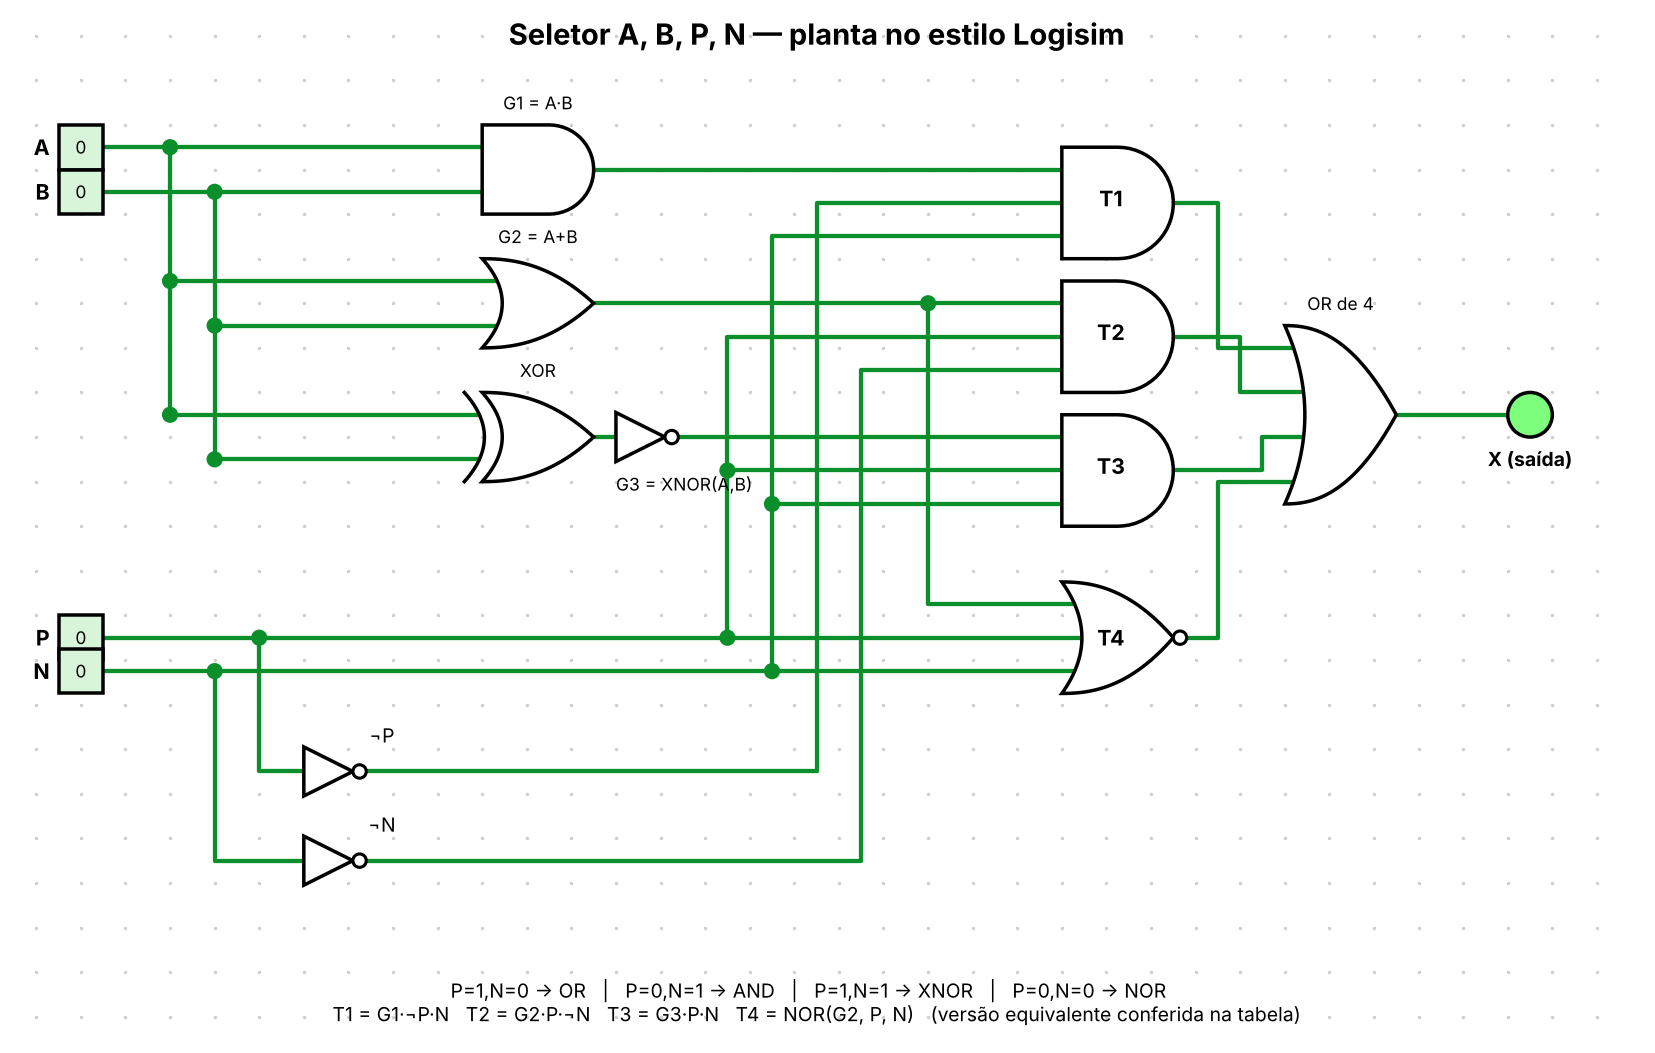 Seletor A, B, P, N — planta no estilo Logisim
G1 = A·B
A 0
B 0
T1
G2 = A+B
OR de 4
T2
XOR
X (saída)
T3
G3 = XNOR(A,B)
P 0
T4
N 0
¬P
¬N
P=1,N=0 → OR | P=0,N=1 → AND | P=1,N=1 → XNOR | P=0,N=0 → NOR
T1 = G1·¬P·N T2 = G2·P·¬N T3 = G3·P·N T4 = NOR(G2, P, N) (versão equivalente conferida na tabela)